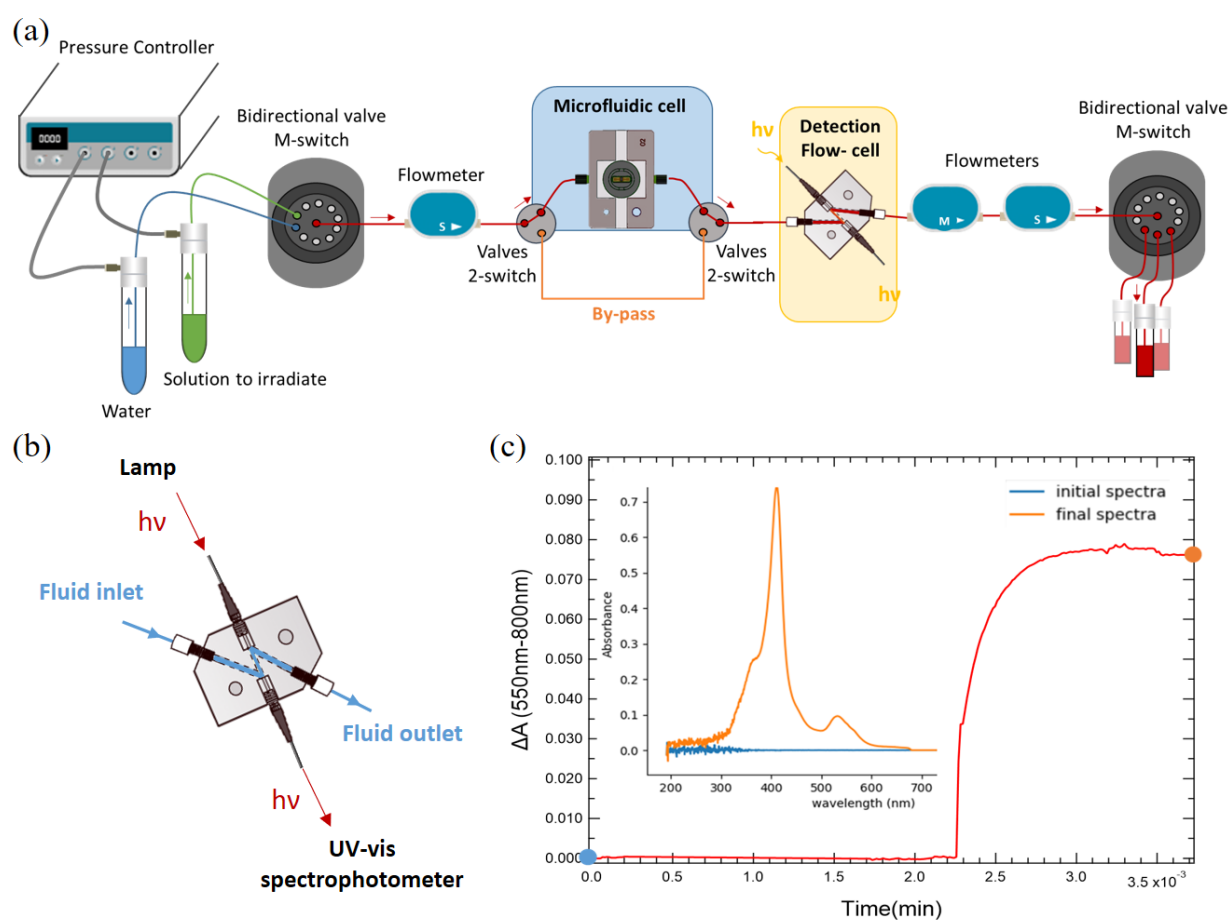 (a)
Pressure Controller
0000
Bidirectional valve
M-switch
Flowmeter
S
Valves
2-switch
Microfluidic cell
By-pass
Valves
2-switch
hν
Detection
Flow- cell
hν
Flowmeters
M
S
Bidirectional valve
M-switch
Solution to irradiate
Water
(b)
Lamp
hν
Fluid inlet
Fluid outlet
hν
UV-vis
spectrophotometer
(c)
0.100
0.090
0.080
0.070
0.060
0.050
0.040
0.030
0.020
0.010
0.000
ΔA (550nm-800nm)
0.0
0.5
1.0
1.5
2.0
2.5
3.0
3.5 x10⁻³
Time(min)
initial spectra
final spectra
0.7
0.6
0.5
0.4
0.3
0.2
0.1
0.0
Absorbance
200
300
400
500
600
700
wavelength (nm)